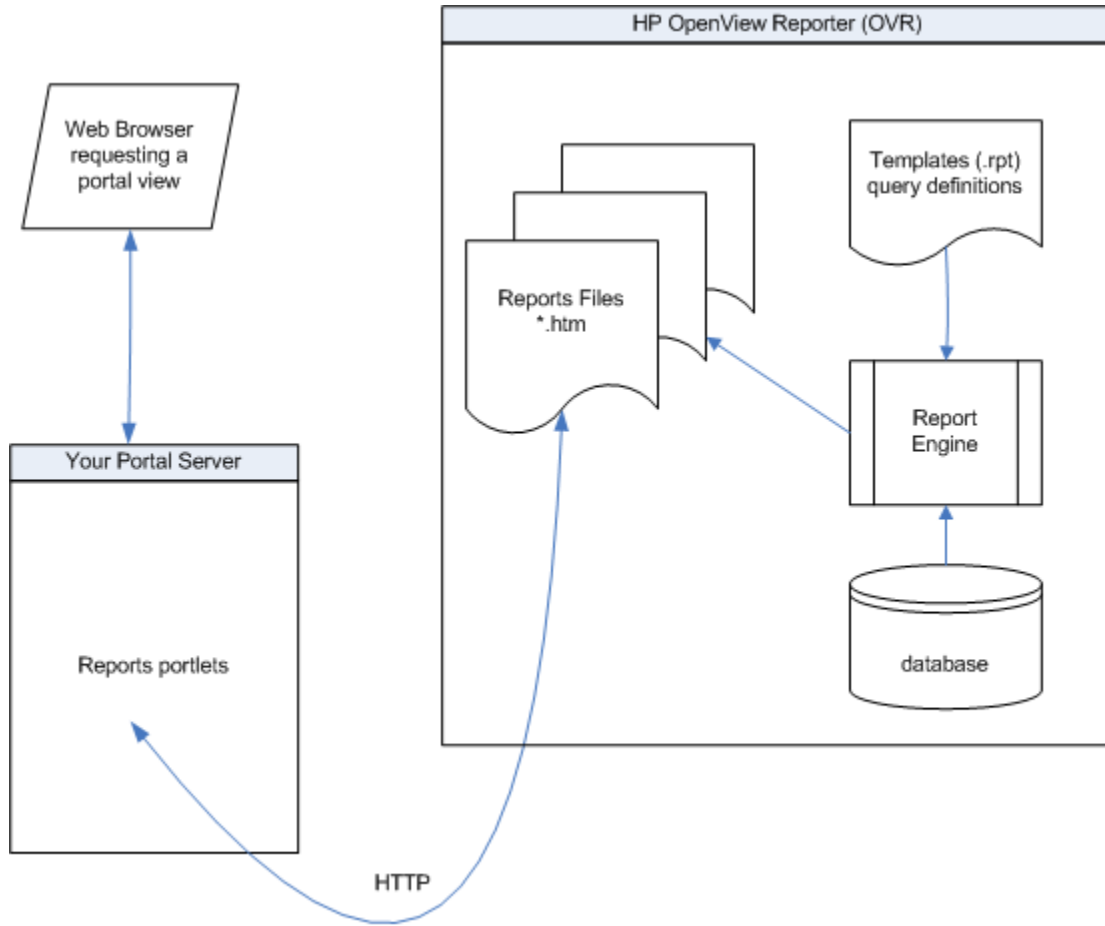 HP OpenView Reporter (OVR)
Web Browser
requesting a
portal view
Templates (.rpt)
query definitions
Reports Files
*.htm
Report
Engine
Your Portal Server
Reports portlets
database
HTTP